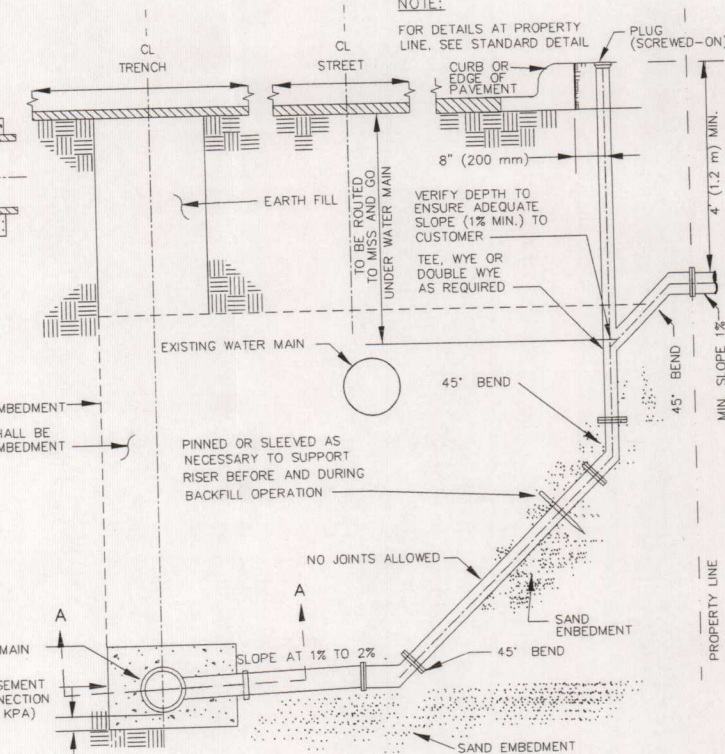 NOTE:
FOR DETAILS AT PROPERTY
LINE, SEE STANDARD DETAIL
PLUG
(SCREWED-ON)
CL
TRENCH
CL
STREET
CURB OR
EDGE OF
PAVEMENT
8" (200 mm)
4' (1.2 m) MIN.
EARTH FILL
TO BE ROUTED
TO MISS AND GO
UNDER WATER MAIN
VERIFY DEPTH TO
ENSURE ADEQUATE
SLOPE (1% MIN.) TO
CUSTOMER
TEE, WYE OR
DOUBLE WYE
AS REQUIRED
EXISTING WATER MAIN
45° BEND
45° BEND
MIN. SLOPE 1%
MBEDMENT
HALL BE
MBEDMENT
PINNED OR SLEEVED AS
NECESSARY TO SUPPORT
RISER BEFORE AND DURING
BACKFILL OPERATION
NO JOINTS ALLOWED
A
A
SAND
ENBEDMENT
PROPERTY LINE
MAIN
SLOPE AT 1% TO 2%
45° BEND
SEMENT
NECTION
KPA)
SAND EMBEDMENT